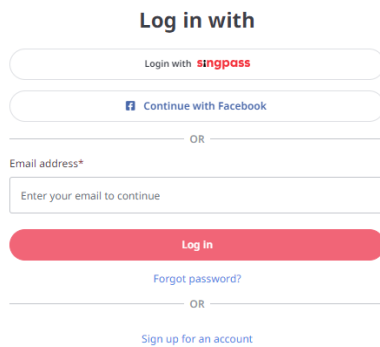 Log in with
Login with singpass
Continue with Facebook
OR
Email address*
Enter your email to continue
Log in
Forgot password?
OR
Sign up for an account